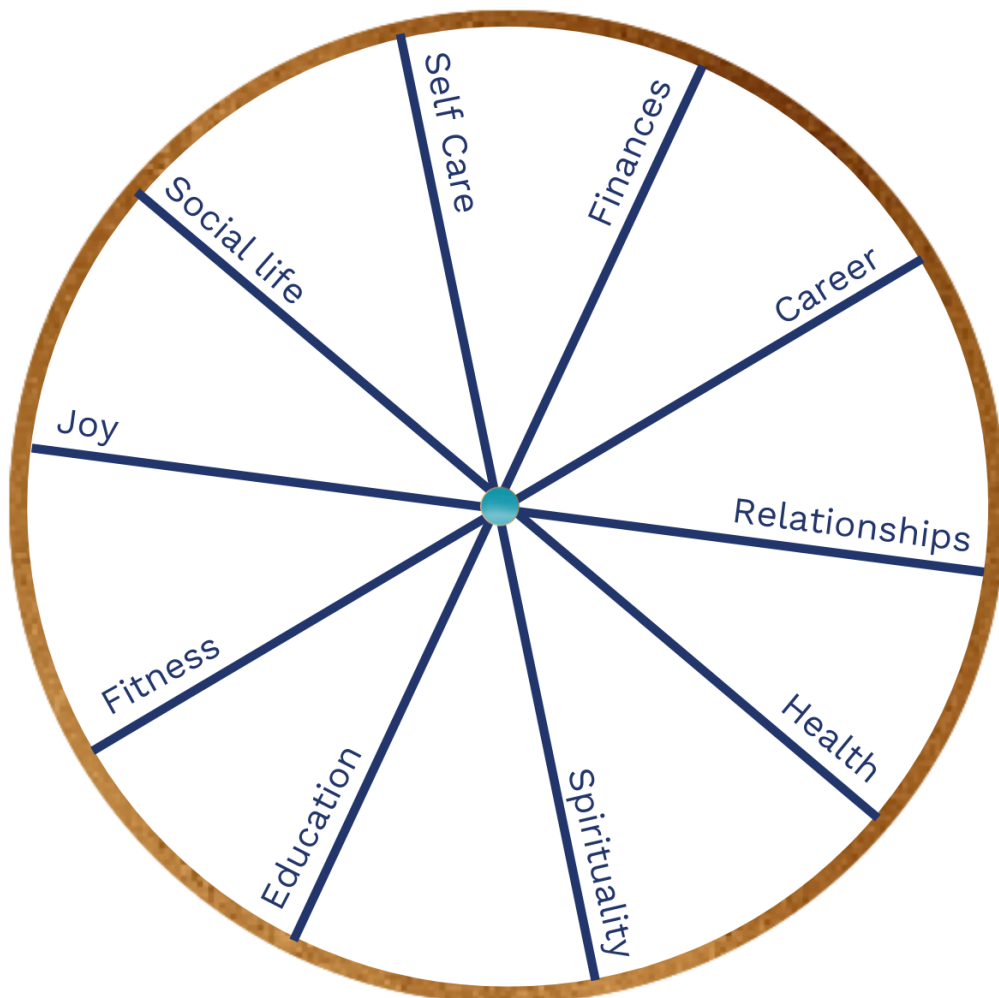 Self Care
Finances
Career
Relationships
Health
Spirituality
Education
Fitness
Joy
Social life